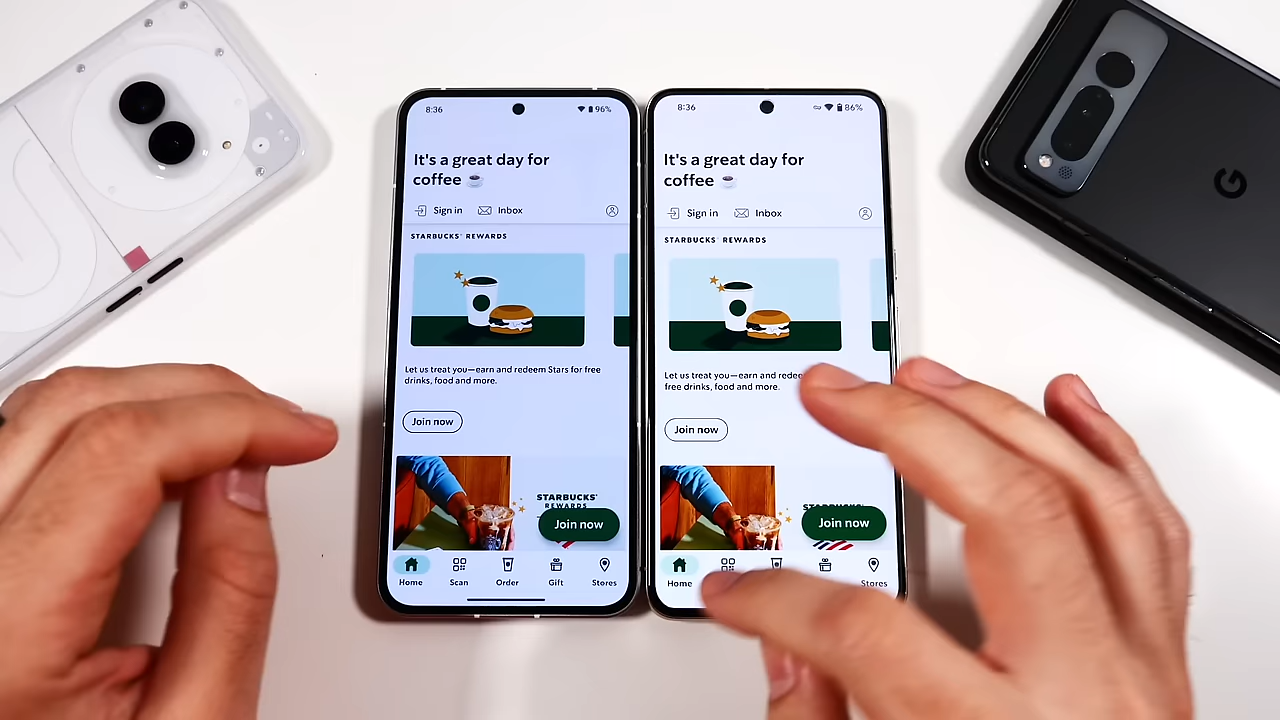 8:36
96%
It's a great day for
coffee
Sign in
Inbox
STARBUCKS® REWARDS
Let us treat you—earn and redeem Stars for free
drinks, food and more.
Join now
STARBUCKS®
REWARDS
Join now
Home
Scan
Order
Gift
Stores
8:36
86%
It's a great day for
coffee
Sign in
Inbox
STARBUCKS® REWARDS
Let us treat you—earn and redee
free drinks, food and more.
Join now
STARBUCKS®
Join now
Home
Stores
G